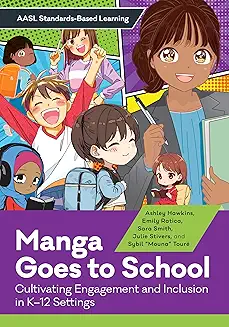 AASL Standards-Based Learning
Ashley Hawkins,
Emily Ratica,
Sara Smith,
Julie Stivers, and
Sybil "Mouna" Touré
Manga
Goes to School
Cultivating Engagement and Inclusion
in K–12 Settings